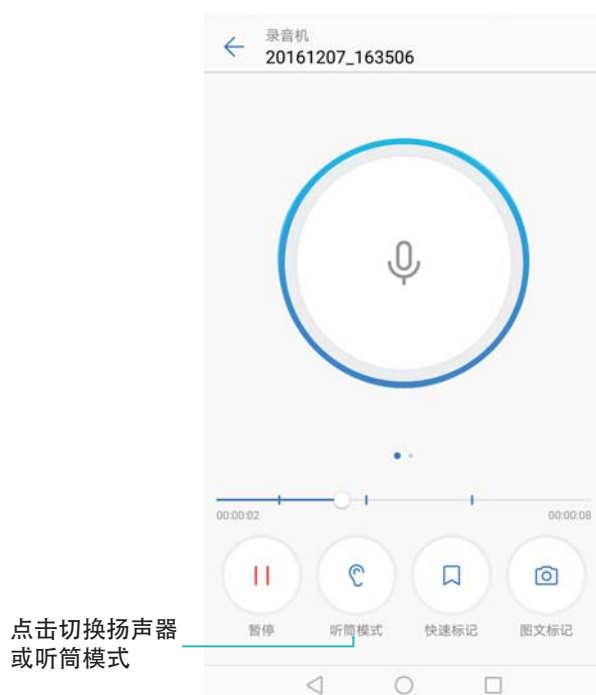 录音机
20161207_163506
00:00:02
00:00:08
暂停
听筒模式
快速标记
图文标记
点击切换扬声器
或听筒模式